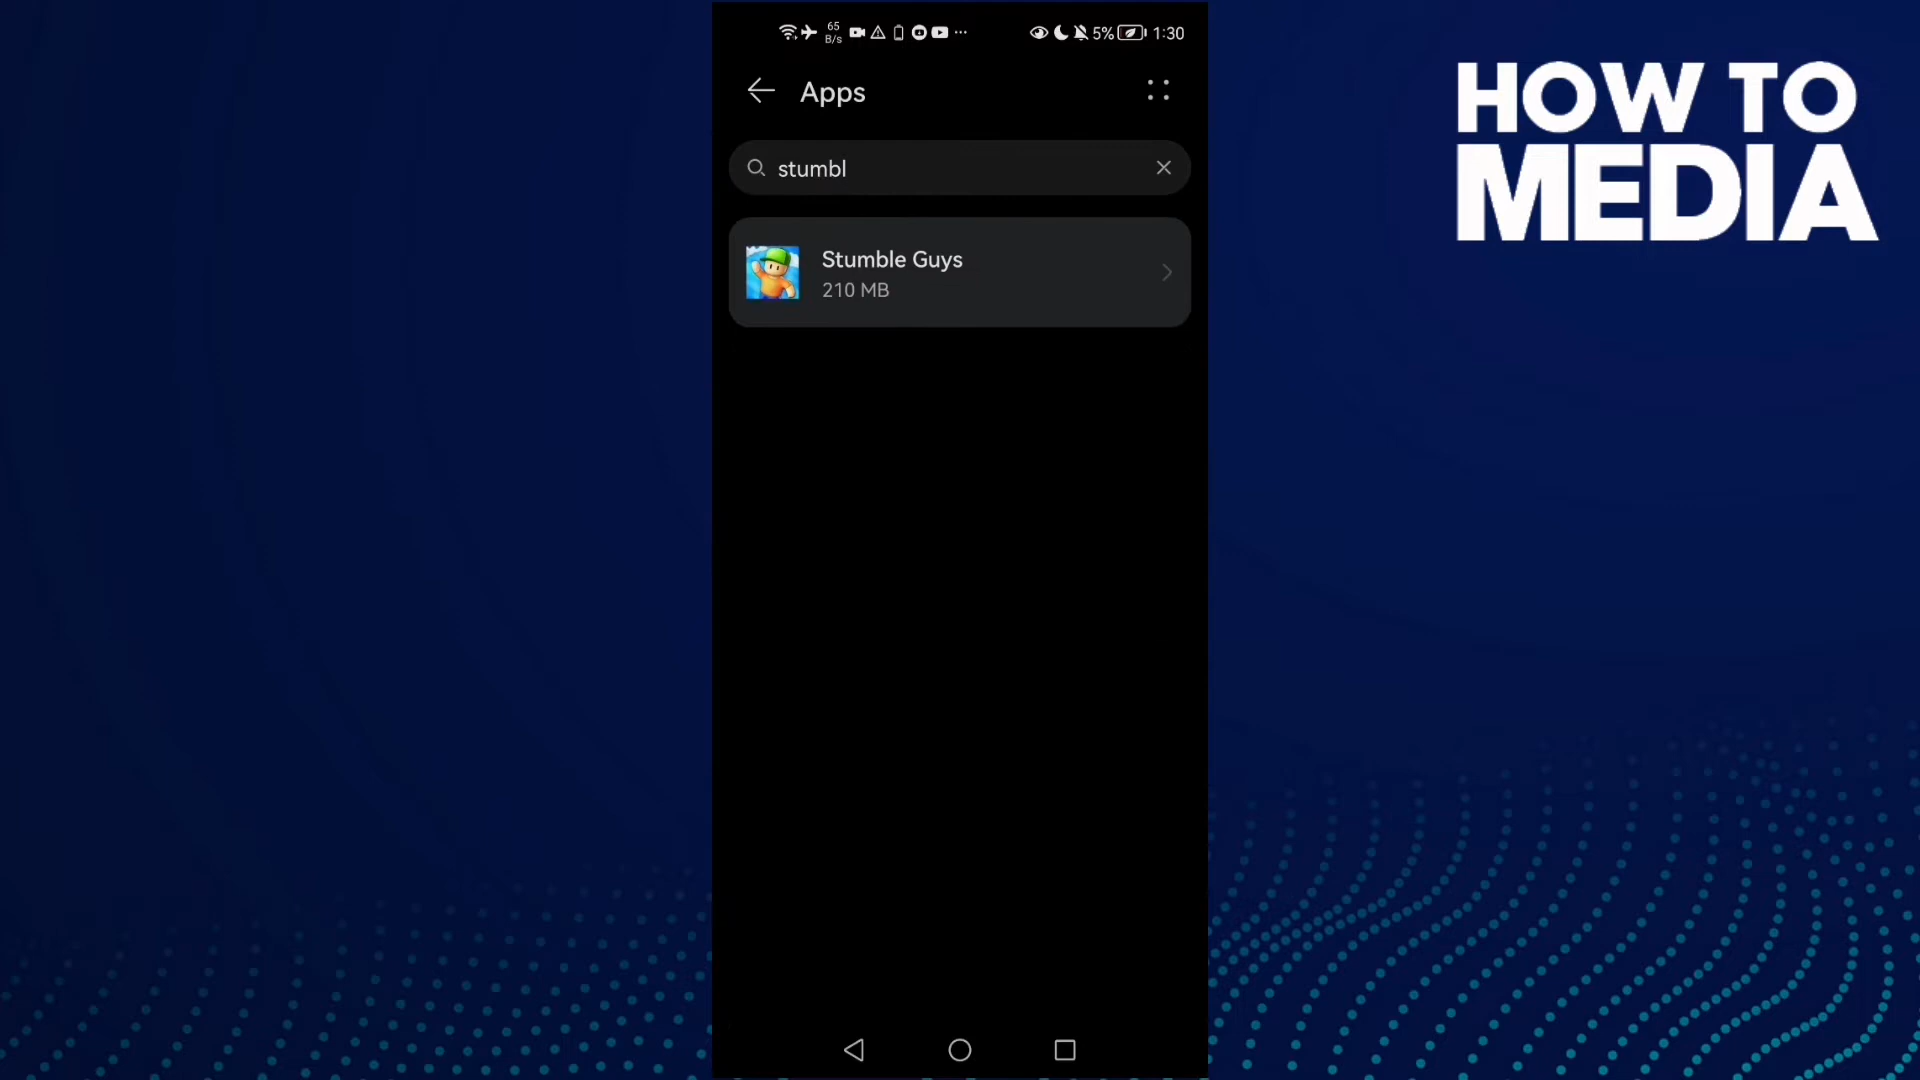 65
B/s
5% 1:30
Apps
stumbl
Stumble Guys
210 MB
HOW TO
MEDIA